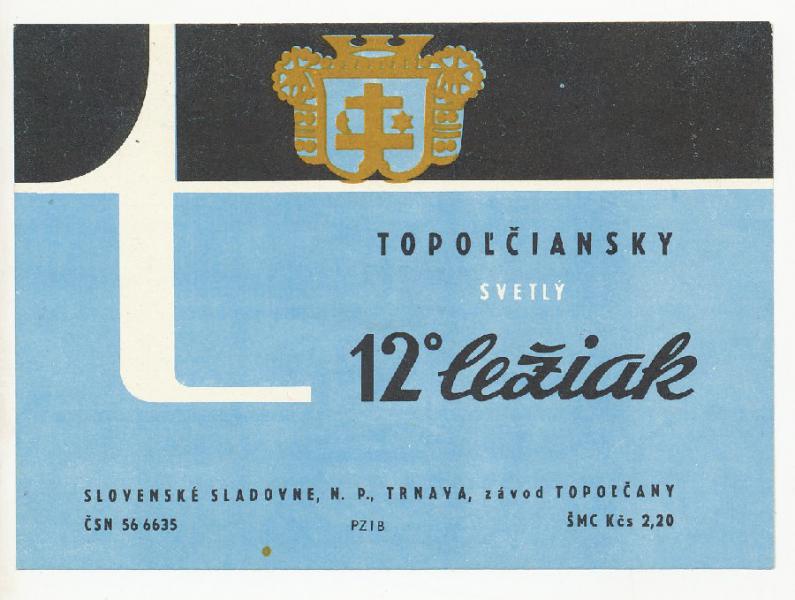 t
TOPOĽČIANSKY
SVETLÝ
12° ležiak
SLOVENSKÉ SLADOVNE, N. P., TRNAVA, závod TOPOĽČANY
ČSN 56 6635 PZIB ŠMC Kčs 2,20